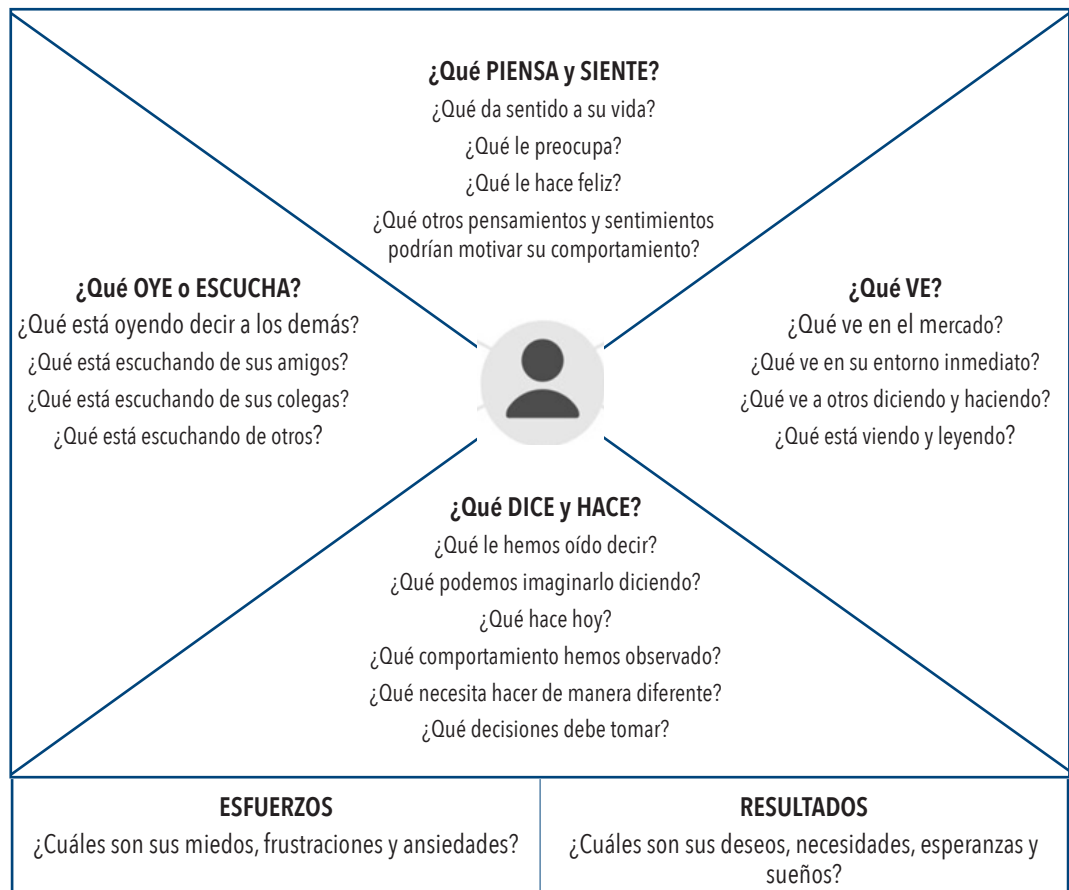 ¿Qué PIENSA y SIENTE?
¿Qué da sentido a su vida?
¿Qué le preocupa?
¿Qué le hace feliz?
¿Qué otros pensamientos y sentimientos
podrían motivar su comportamiento?
¿Qué OYE o ESCUCHA?
¿Qué está oyendo decir a los demás?
¿Qué está escuchando de sus amigos?
¿Qué está escuchando de sus colegas?
¿Qué está escuchando de otros?
¿Qué VE?
¿Qué ve en el mercado?
¿Qué ve en su entorno inmediato?
¿Qué ve a otros diciendo y haciendo?
¿Qué está viendo y leyendo?
¿Qué DICE y HACE?
¿Qué le hemos oído decir?
¿Qué podemos imaginarlo diciendo?
¿Qué hace hoy?
¿Qué comportamiento hemos observado?
¿Qué necesita hacer de manera diferente?
¿Qué decisiones debe tomar?
ESFUERZOS
¿Cuáles son sus miedos, frustraciones y ansiedades?
RESULTADOS
¿Cuáles son sus deseos, necesidades, esperanzas y
sueños?